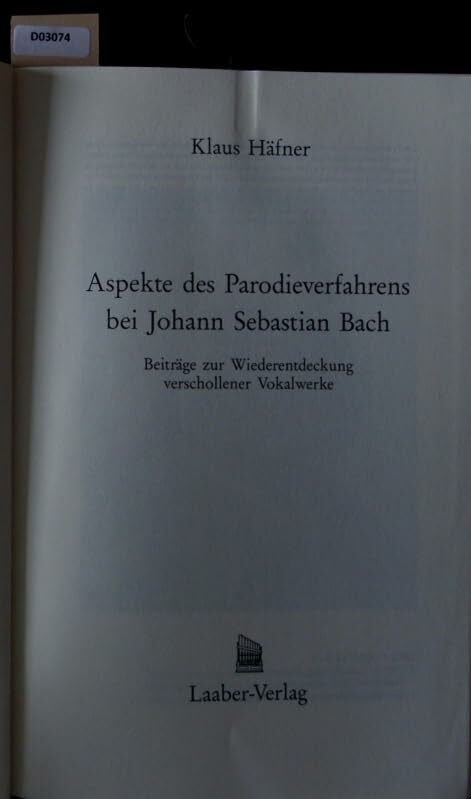 D03074
Klaus Häfner
Aspekte des Parodieverfahrens
bei Johann Sebastian Bach
Beiträge zur Wiederentdeckung
verschollener Vokalwerke
Laaber-Verlag